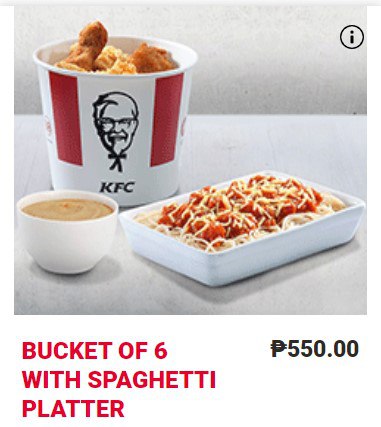 KFC
BUCKET OF 6
WITH SPAGHETTI
PLATTER
₱550.00